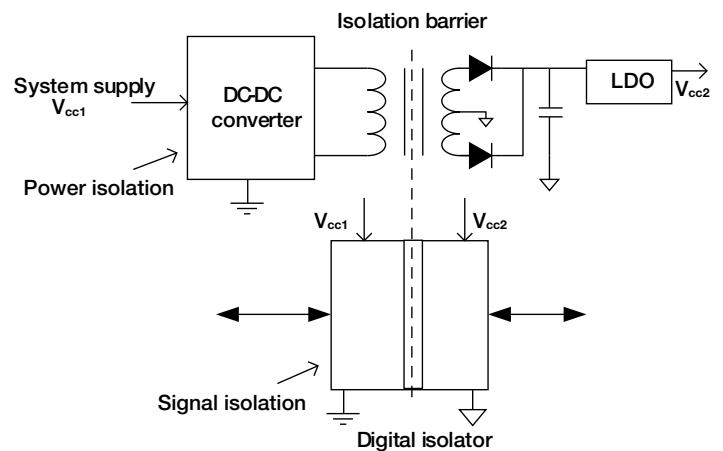 Isolation barrier
System supply
Vcc1
DC-DC
converter
LDO
Vcc2
Power isolation
Vcc1
Vcc2
Signal isolation
Digital isolator